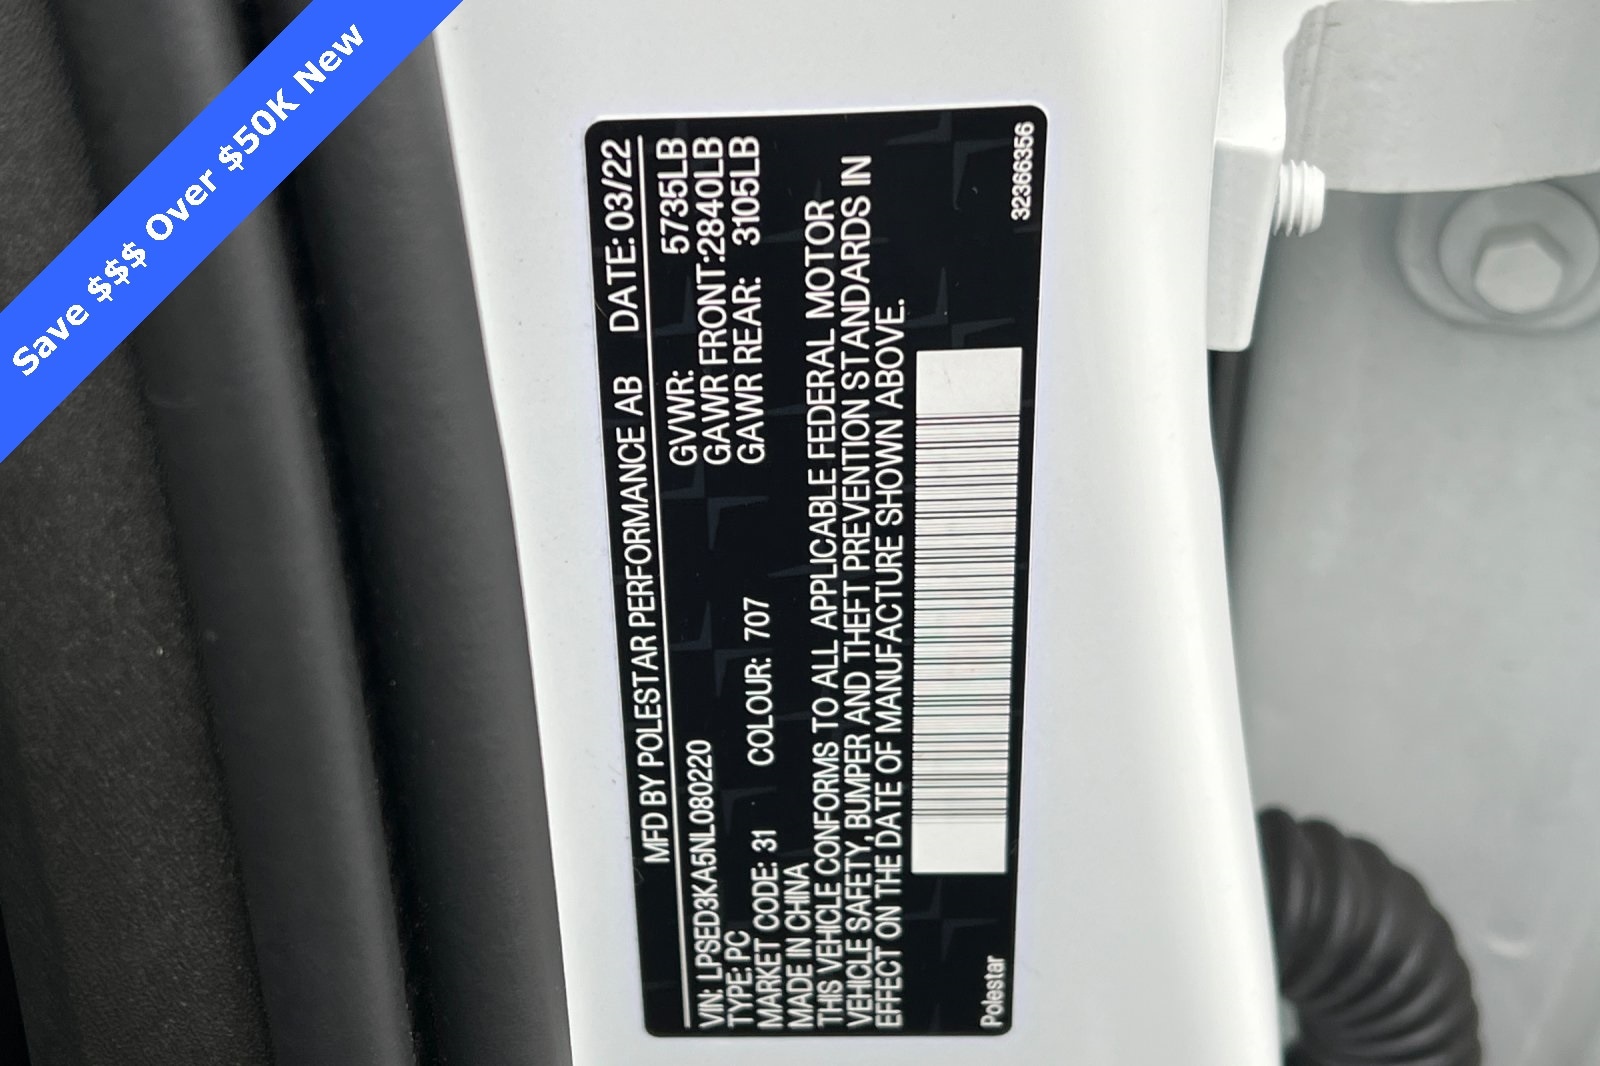 Save $$$ Over $50K New
MFD BY POLESTAR PERFORMANCE AB DATE: 03/22
VIN: LPSED3KA5NL080220 GVWR: 5735LB
TYPE: PC GAWR FRONT:2840LB
MARKET CODE: 31 COLOUR: 707 GAWR REAR: 3105LB
MADE IN CHINA
THIS VEHICLE CONFORMS TO ALL APPLICABLE FEDERAL MOTOR
VEHICLE SAFETY, BUMPER AND THEFT PREVENTION STANDARDS IN
EFFECT ON THE DATE OF MANUFACTURE SHOWN ABOVE.
Polestar 32366356